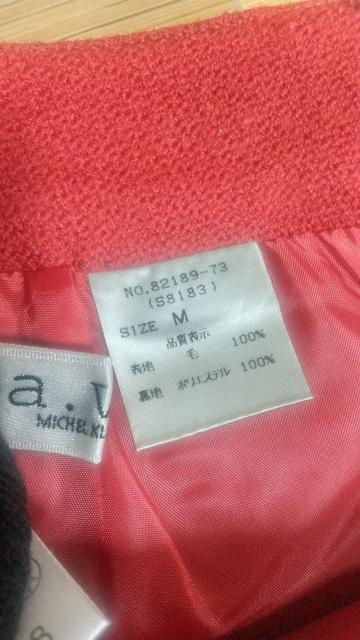 NO.82189-73
(S8183)
SIZE M
品質表示
表地 毛 100%
裏地 ポリエステル 100%
a.v
MICHEL KL
8